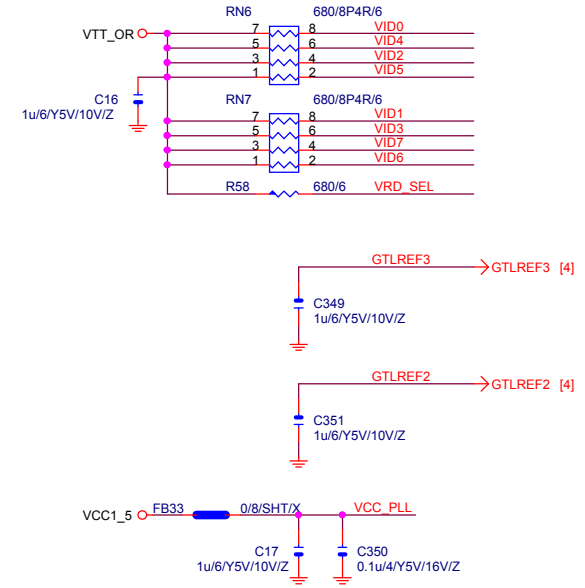 RN6 680/8P4R/6
VTT_OR 7 8 VID0
5 6 VID4
3 4 VID2
1 2 VID5
C16
1u/6/Y5V/10V/Z
RN7 680/8P4R/6
7 8 VID1
5 6 VID3
3 4 VID7
1 2 VID6
R58 680/6 VRD_SEL
GTLREF3 GTLREF3 [4]
C349
1u/6/Y5V/10V/Z
GTLREF2 GTLREF2 [4]
C351
1u/6/Y5V/10V/Z
VCC1_5 FB33 0/8/SHT/X VCC_PLL
C17 C350
1u/6/Y5V/10V/Z 0.1u/4/Y5V/16V/Z